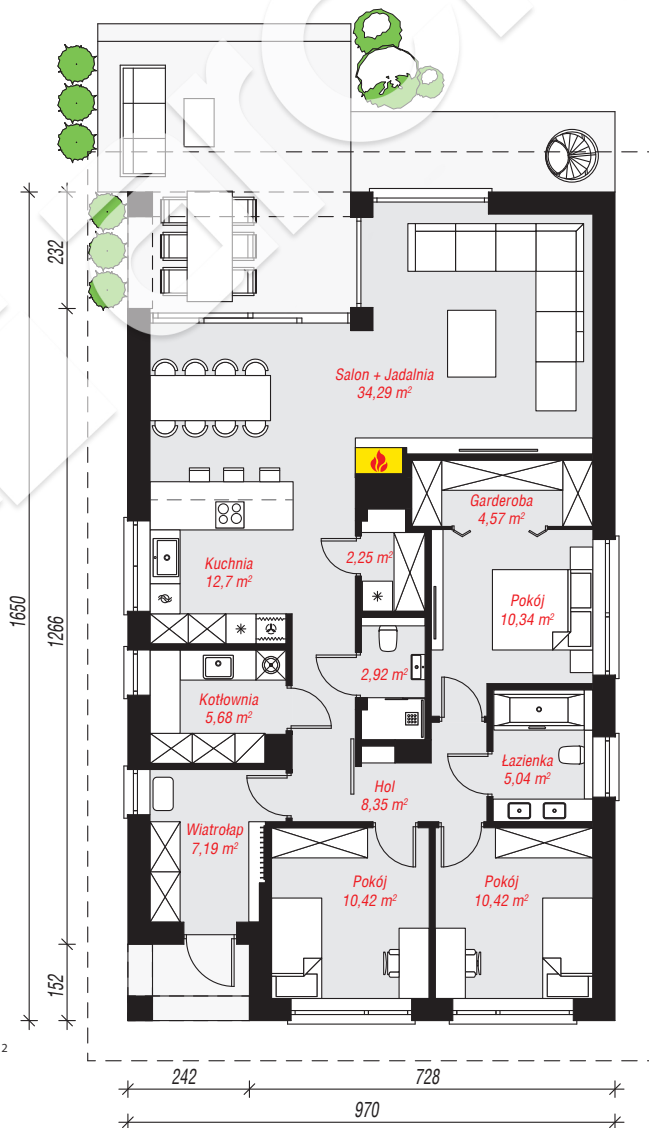 232
Salon + Jadalnia
34,29 m²
Garderoba
4,57 m²
Kuchnia
12,7 m²
2,25 m²
Pokój
10,34 m²
1650
1266
2,92 m²
Kotłownia
5,68 m²
Łazienka
5,04 m²
Hol
8,35 m²
Wiatrołap
7,19 m²
Pokój
10,42 m²
Pokój
10,42 m²
152
2
242
728
970